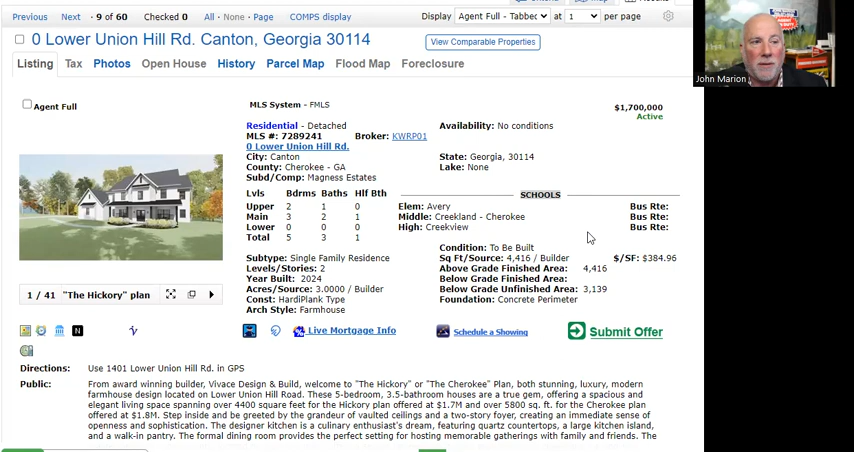 Previous Next · 9 of 60 Checked 0 All · None · Page COMPS display Display Agent Full - Tabbed at 1 per page
0 Lower Union Hill Rd. Canton, Georgia 30114 View Comparable Properties
Listing Tax Photos Open House History Parcel Map Flood Map Foreclosure
John Marion
Agent Full
MLS System - FMLS $1,700,000
Active
Residential - Detached Availability: No conditions
MLS #: 7289241 Broker: KWRP01
0 Lower Union Hill Rd.
City: Canton State: Georgia, 30114
County: Cherokee - GA Lake: None
Subd/Comp: Magness Estates
Lvls Bdrms Baths Hlf Bth SCHOOLS
Upper 2 1 0 Elem: Avery Bus Rte:
Main 3 2 1 Middle: Creekland - Cherokee Bus Rte:
Lower 0 0 0 High: Creekview Bus Rte:
Total 5 3 1
Condition: To Be Built
Subtype: Single Family Residence Sq Ft/Source: 4,416 / Builder $/SF: $384.96
Levels/Stories: 2 Above Grade Finished Area: 4,416
Year Built: 2024 Below Grade Finished Area:
Acres/Source: 3.0000 / Builder Below Grade Unfinished Area: 3,139
Const: HardiPlank Type Foundation: Concrete Perimeter
Arch Style: Farmhouse
1 / 41 "The Hickory" plan
Live Mortgage Info Schedule a Showing Submit Offer
Directions: Use 1401 Lower Union Hill Rd. in GPS
Public: From award winning builder, Vivace Design & Build, welcome to "The Hickory" or "The Cherokee" Plan, both stunning, luxury, modern
farmhouse design located on Lower Union Hill Road. These 5-bedroom, 3.5-bathroom houses are a true gem, offering a spacious and
elegant living space spanning over 4400 square feet for the Hickory plan offered at $1.7M and over 5800 sq. ft. for the Cherokee plan
offered at $1.8M. Step inside and be greeted by the grandeur of vaulted ceilings and a two-story foyer, creating an immediate sense of
openness and sophistication. The designer kitchen is a culinary enthusiast's dream, featuring quartz countertops, a large kitchen island,
and a walk-in pantry. The formal dining room provides the perfect setting for hosting memorable gatherings with family and friends. The